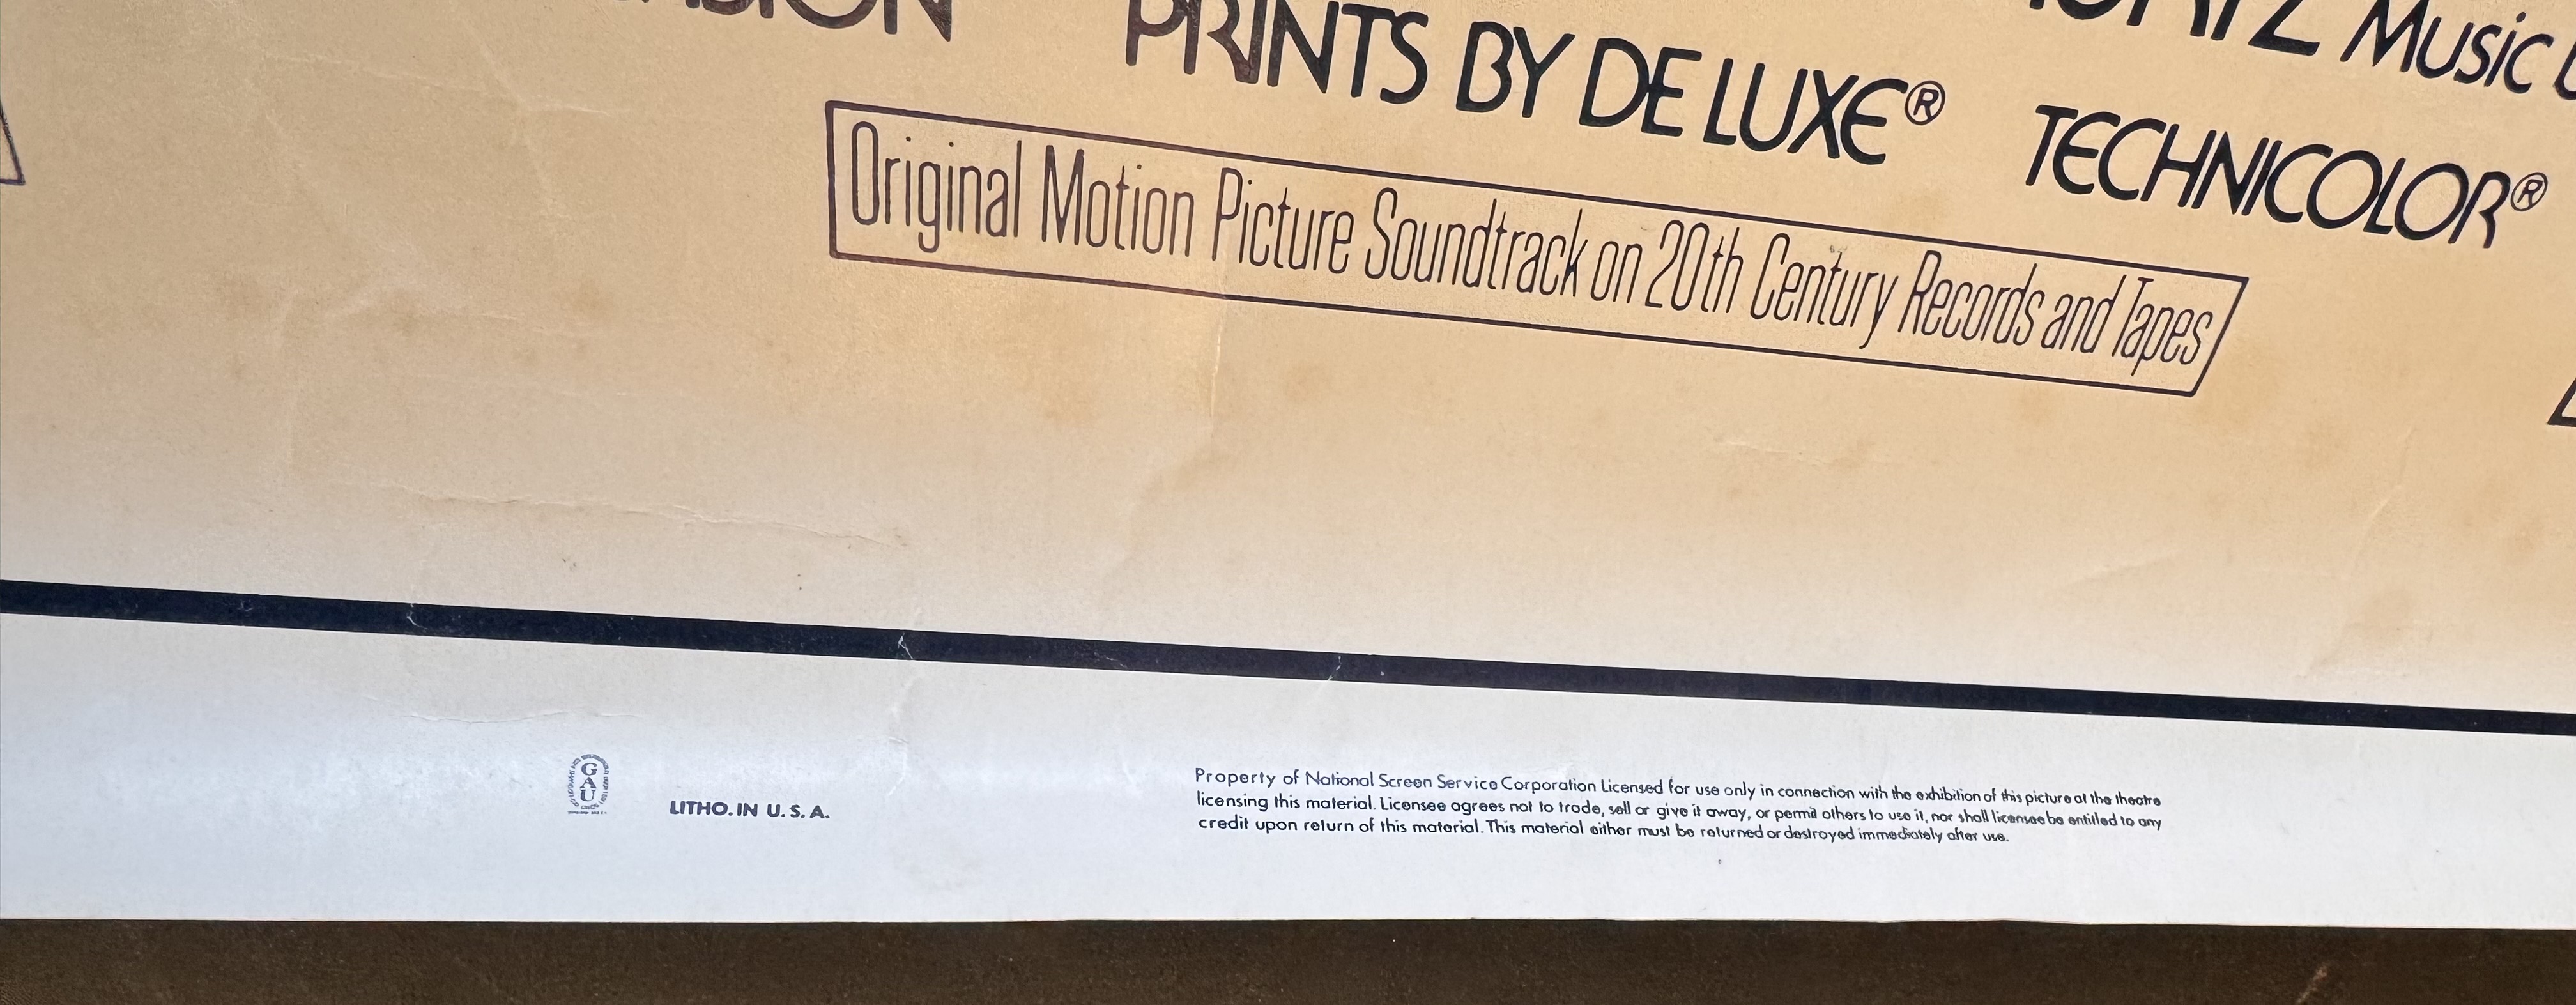 PRINTS BY DE LUXE® TECHNICOLOR®
Music
Original Motion Picture Soundtrack on 20th Century Records and Tapes
GAU
LITHO. IN U. S. A.
Property of National Screen Service Corporation Licensed for use only in connection with the exhibition of this picture at the theatre
licensing this material. Licensee agrees not to trade, sell or give it away, or permit others to use it, nor shall licensee be entitled to any
credit upon return of this material. This material either must be returned or destroyed immediately after use.